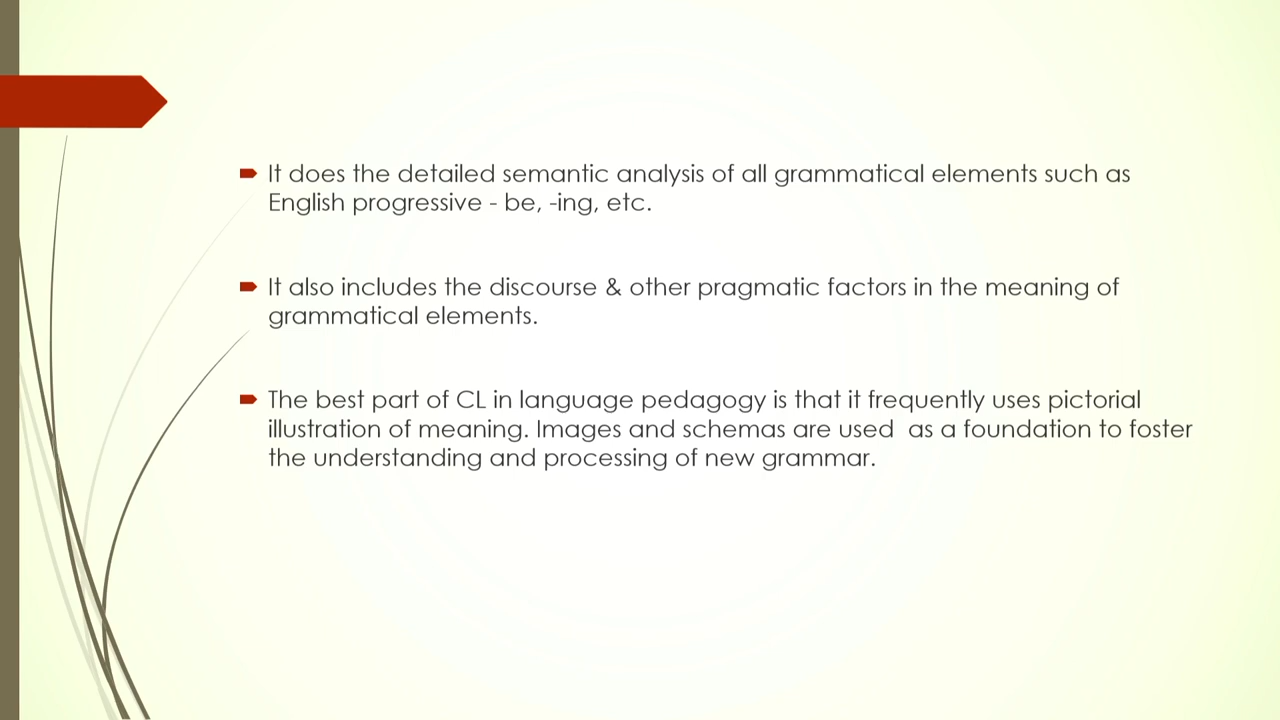 It does the detailed semantic analysis of all grammatical elements such as
English progressive - be, -ing, etc.
It also includes the discourse & other pragmatic factors in the meaning of
grammatical elements.
The best part of CL in language pedagogy is that it frequently uses pictorial
illustration of meaning. Images and schemas are used  as a foundation to foster
the understanding and processing of new grammar.